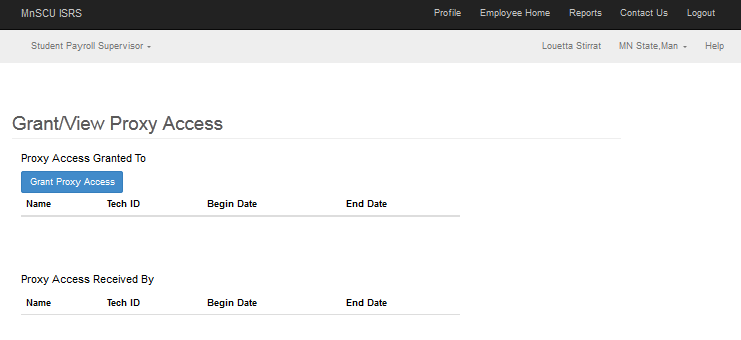 MnSCU ISRS Profile Employee Home Reports Contact Us Logout
Student Payroll Supervisor Louetta Stirrat MN State,Man Help
Grant/View Proxy Access
Proxy Access Granted To
Grant Proxy Access
Name Tech ID Begin Date End Date
Proxy Access Received By
Name Tech ID Begin Date End Date